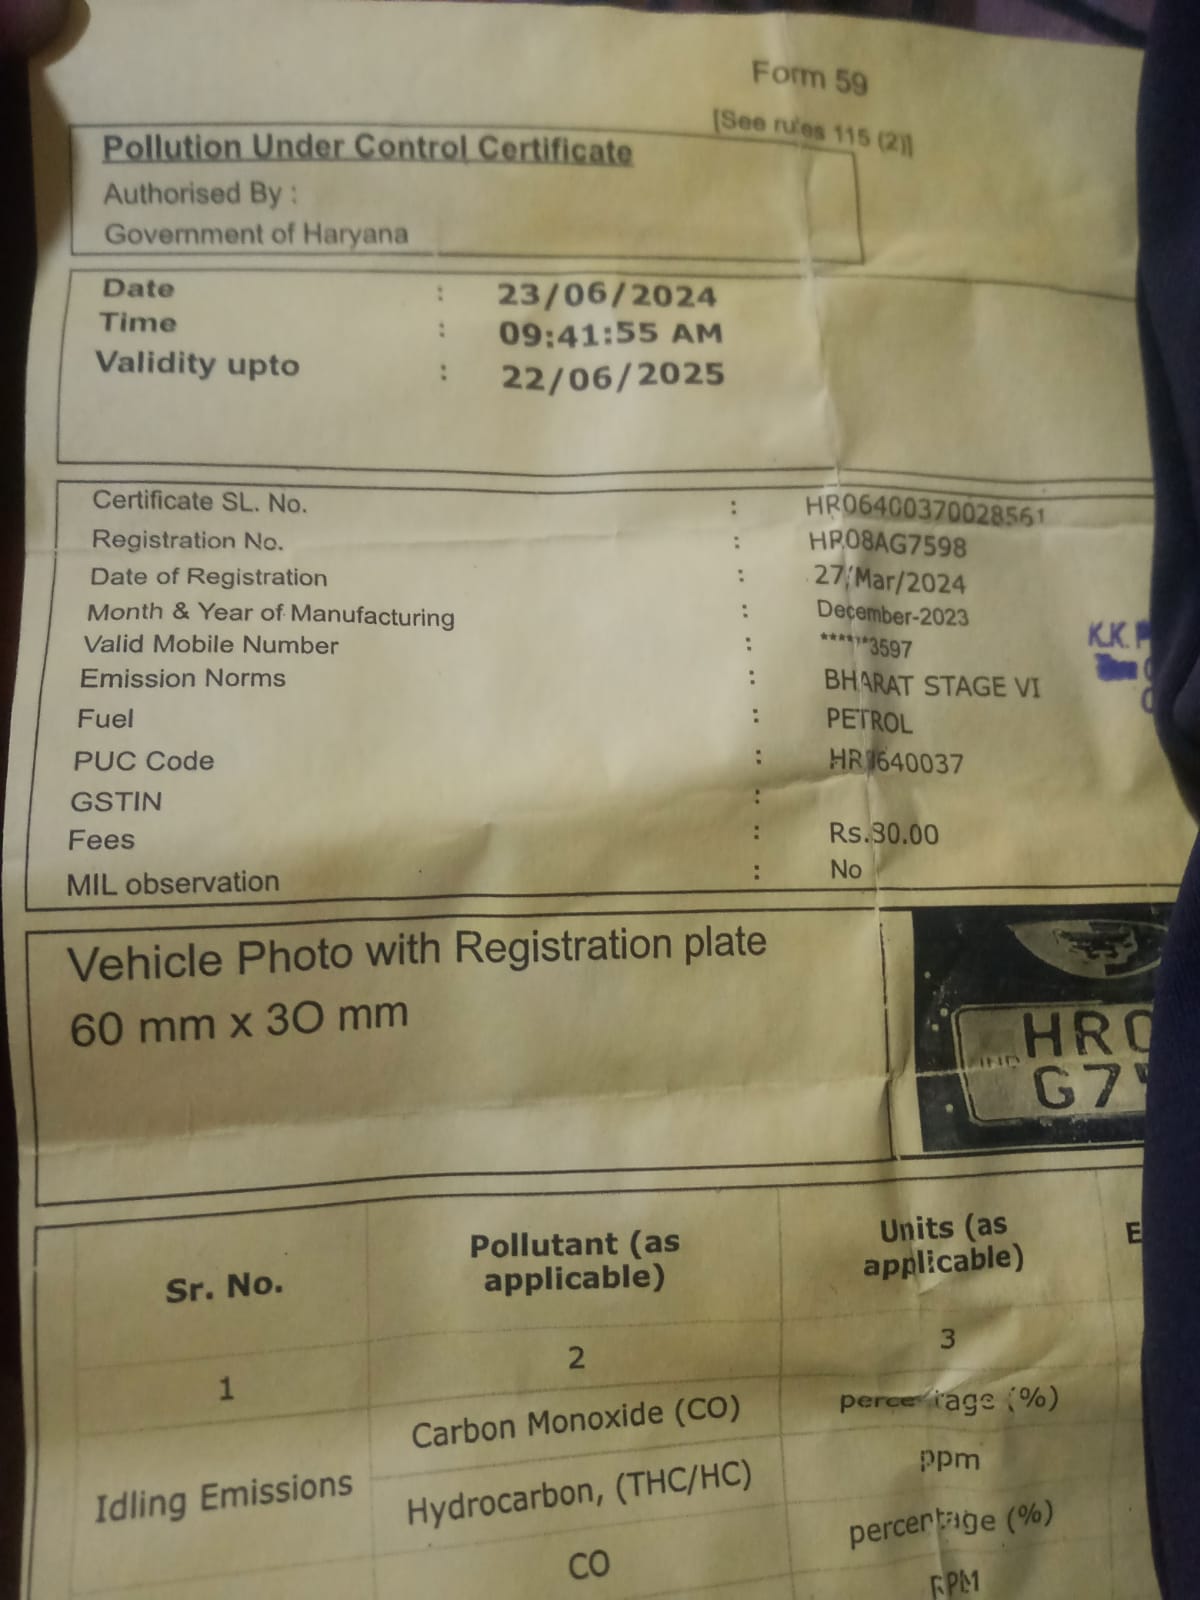 Form 59
[See rules 115 (2)]
Pollution Under Control Certificate
Authorised By :
Government of Haryana
Date : 23/06/2024
Time : 09:41:55 AM
Validity upto : 22/06/2025
Certificate SL. No. : HR06400370028561
Registration No. : HR08AG7598
Date of Registration : 27/Mar/2024
Month & Year of Manufacturing : December-2023
Valid Mobile Number : ******3597
Emission Norms : BHARAT STAGE VI
Fuel : PETROL
PUC Code : HR0640037
GSTIN :
Fees : Rs.80.00
MIL observation : No
K.K. P
Vehicle Photo with Registration plate
60 mm x 3O mm
IND HR0
G7
Sr. No. Pollutant (as applicable) Units (as applicable) E
1 2 3
Idling Emissions Carbon Monoxide (CO) percentage (%)
Hydrocarbon, (THC/HC) ppm
CO percentage (%)
RPM